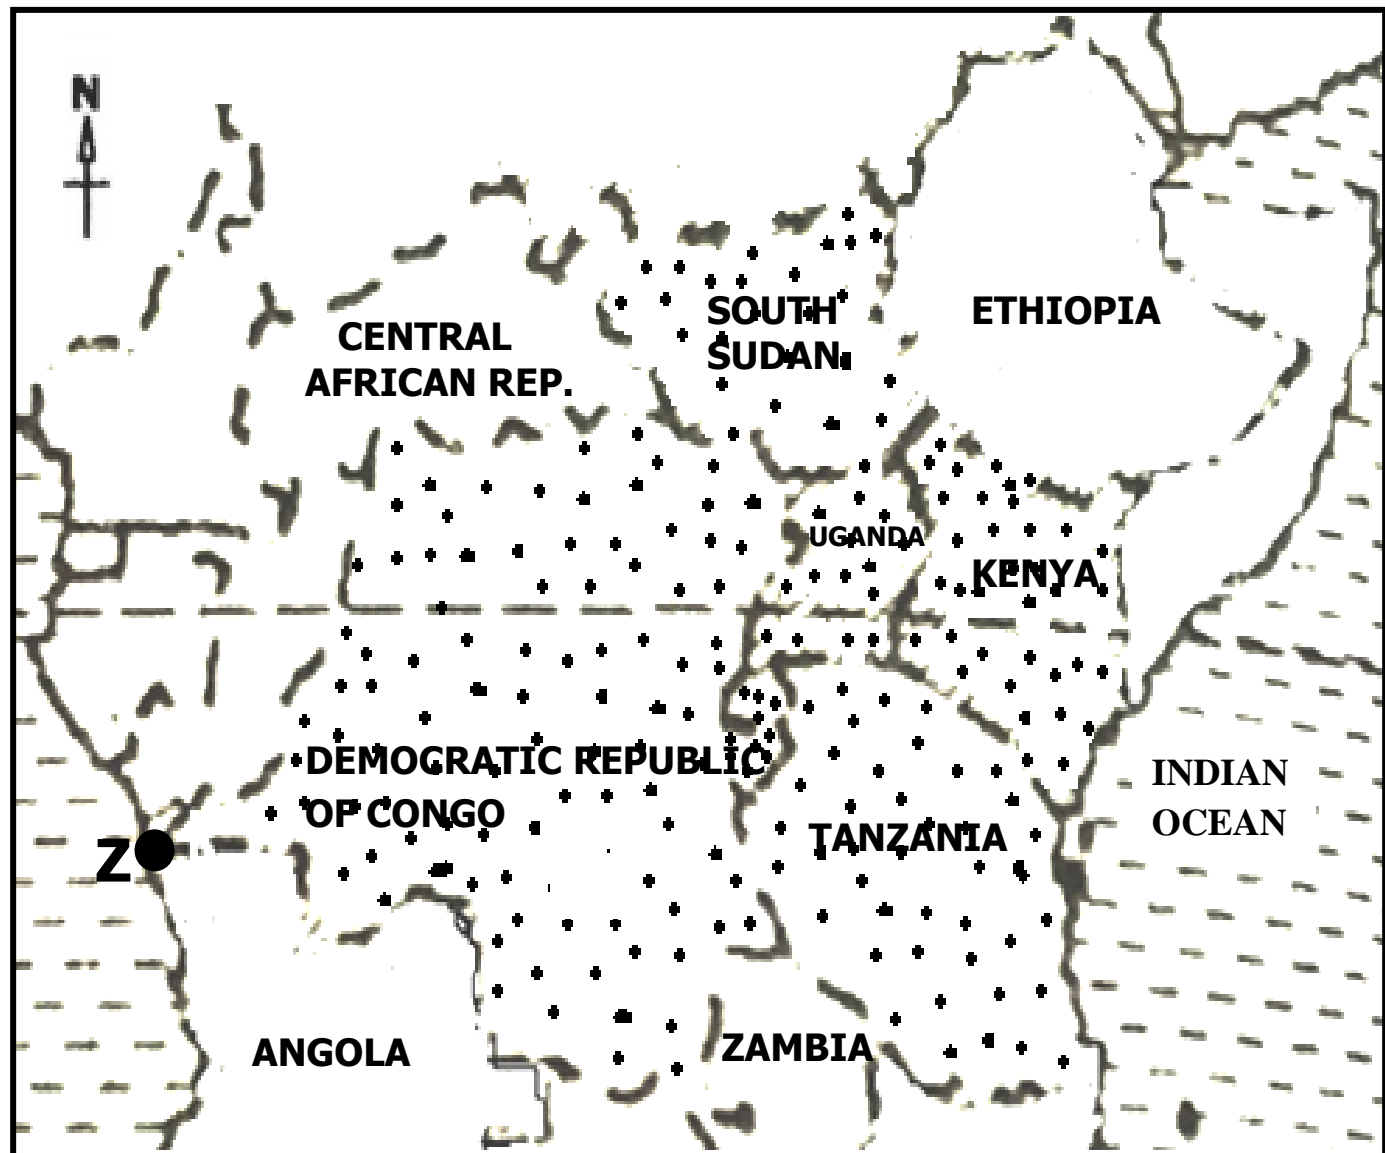 N
CENTRAL
AFRICAN REP.
SOUTH
SUDAN
ETHIOPIA
UGANDA
KENYA
DEMOCRATIC REPUBLIC
OF CONGO
INDIAN
OCEAN
TANZANIA
Z
ANGOLA
ZAMBIA